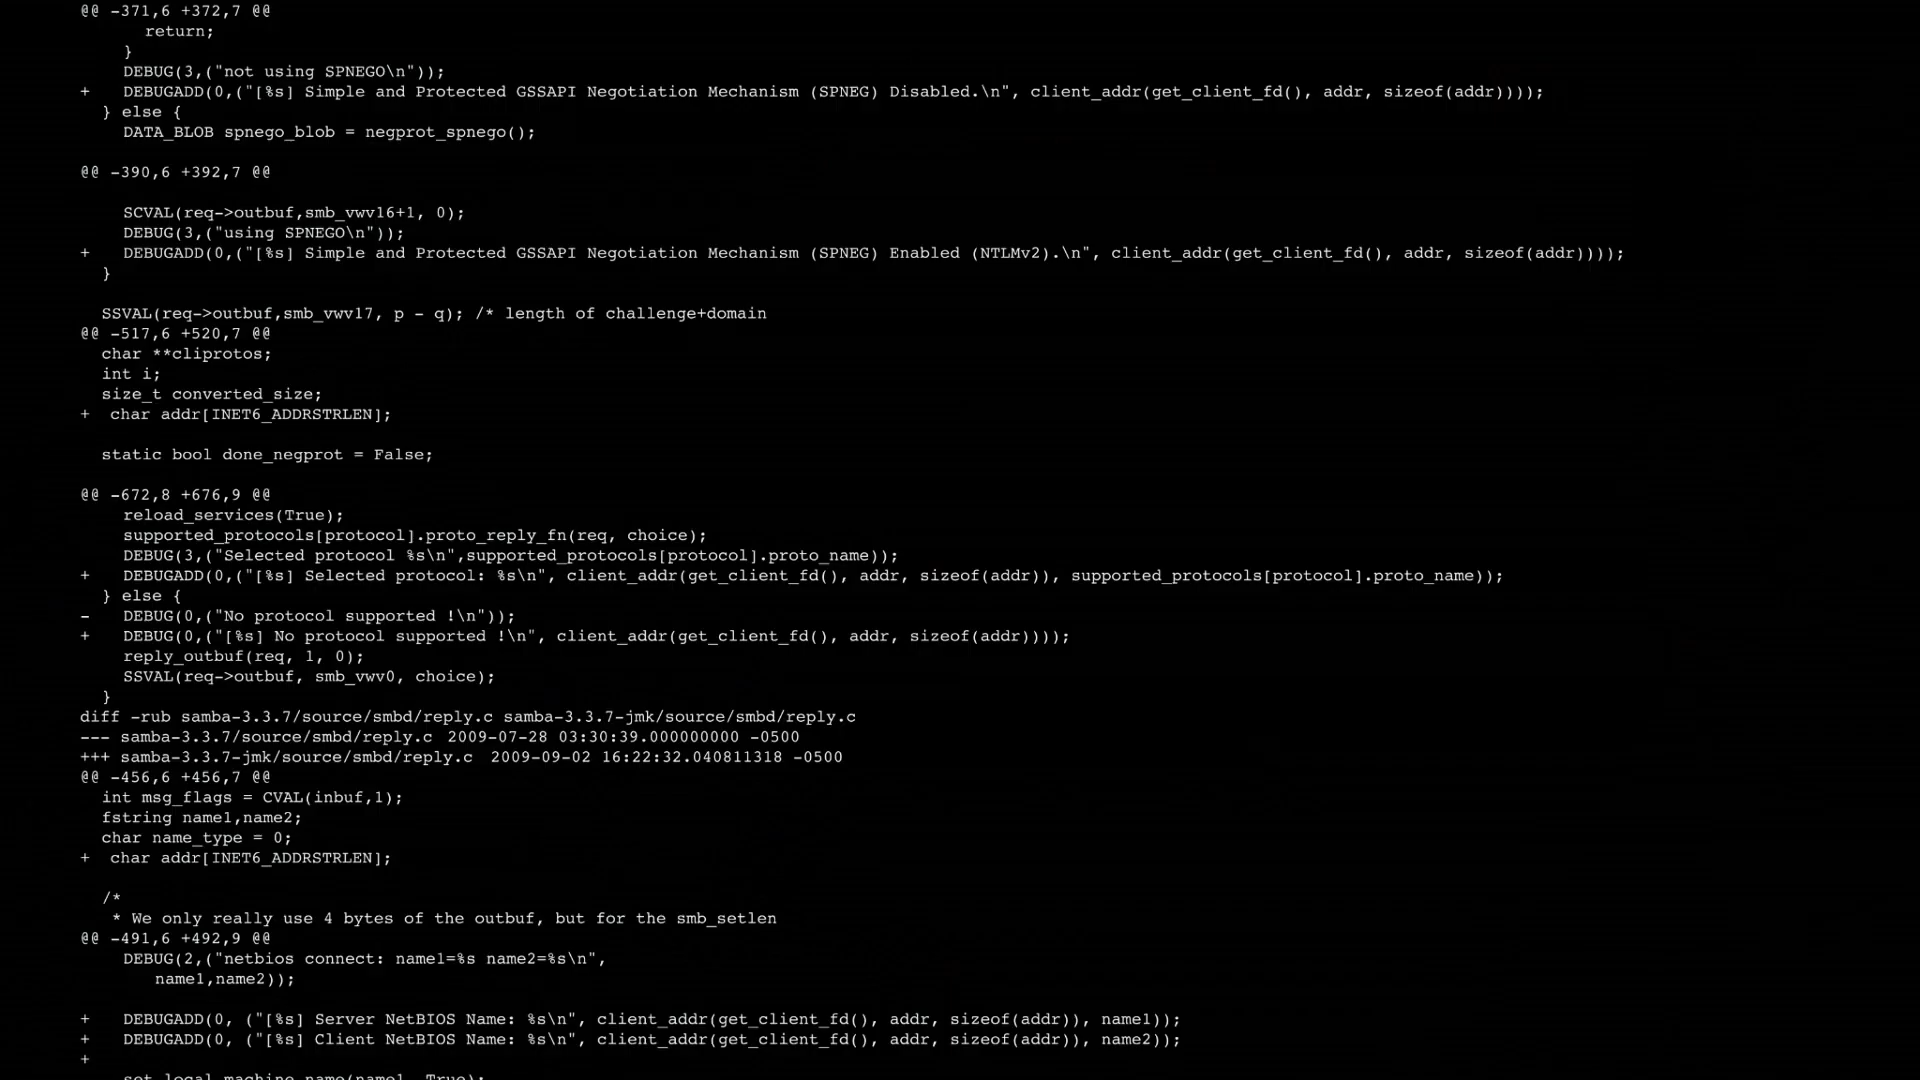 @@ -371,6 +372,7 @@
return;
}
DEBUG(3,("not using SPNEGO\n"));
+ DEBUGADD(0,("[%s] Simple and Protected GSSAPI Negotiation Mechanism (SPNEG) Disabled.\n", client_addr(get_client_fd(), addr, sizeof(addr))));
} else {
DATA_BLOB spnego_blob = negprot_spnego();
@@ -390,6 +392,7 @@
SCVAL(req->outbuf,smb_vwv16+1, 0);
DEBUG(3,("using SPNEGO\n"));
+ DEBUGADD(0,("[%s] Simple and Protected GSSAPI Negotiation Mechanism (SPNEG) Enabled (NTLMv2).\n", client_addr(get_client_fd(), addr, sizeof(addr))));
}
SSVAL(req->outbuf,smb_vwv17, p - q); /* length of challenge+domain
@@ -517,6 +520,7 @@
char **cliprotos;
int i;
size_t converted_size;
+ char addr[INET6_ADDRSTRLEN];
static bool done_negprot = False;
@@ -672,8 +676,9 @@
reload_services(True);
supported_protocols[protocol].proto_reply_fn(req, choice);
DEBUG(3,("Selected protocol %s\n",supported_protocols[protocol].proto_name));
+ DEBUGADD(0,("[%s] Selected protocol: %s\n", client_addr(get_client_fd(), addr, sizeof(addr)), supported_protocols[protocol].proto_name));
} else {
- DEBUG(0,("No protocol supported !\n"));
+ DEBUG(0,("[%s] No protocol supported !\n", client_addr(get_client_fd(), addr, sizeof(addr))));
reply_outbuf(req, 1, 0);
SSVAL(req->outbuf, smb_vwv0, choice);
}
diff -rub samba-3.3.7/source/smbd/reply.c samba-3.3.7-jmk/source/smbd/reply.c
--- samba-3.3.7/source/smbd/reply.c 2009-07-28 03:30:39.000000000 -0500
+++ samba-3.3.7-jmk/source/smbd/reply.c 2009-09-02 16:22:32.040811318 -0500
@@ -456,6 +456,7 @@
int msg_flags = CVAL(inbuf,1);
fstring name1,name2;
char name_type = 0;
+ char addr[INET6_ADDRSTRLEN];
/*
* We only really use 4 bytes of the outbuf, but for the smb_setlen
@@ -491,6 +492,9 @@
DEBUG(2,("netbios connect: name1=%s name2=%s\n",
name1,name2));
+ DEBUGADD(0, ("[%s] Server NetBIOS Name: %s\n", client_addr(get_client_fd(), addr, sizeof(addr)), name1));
+ DEBUGADD(0, ("[%s] Client NetBIOS Name: %s\n", client_addr(get_client_fd(), addr, sizeof(addr)), name2));
+
set_local_machine_name(name1, True);